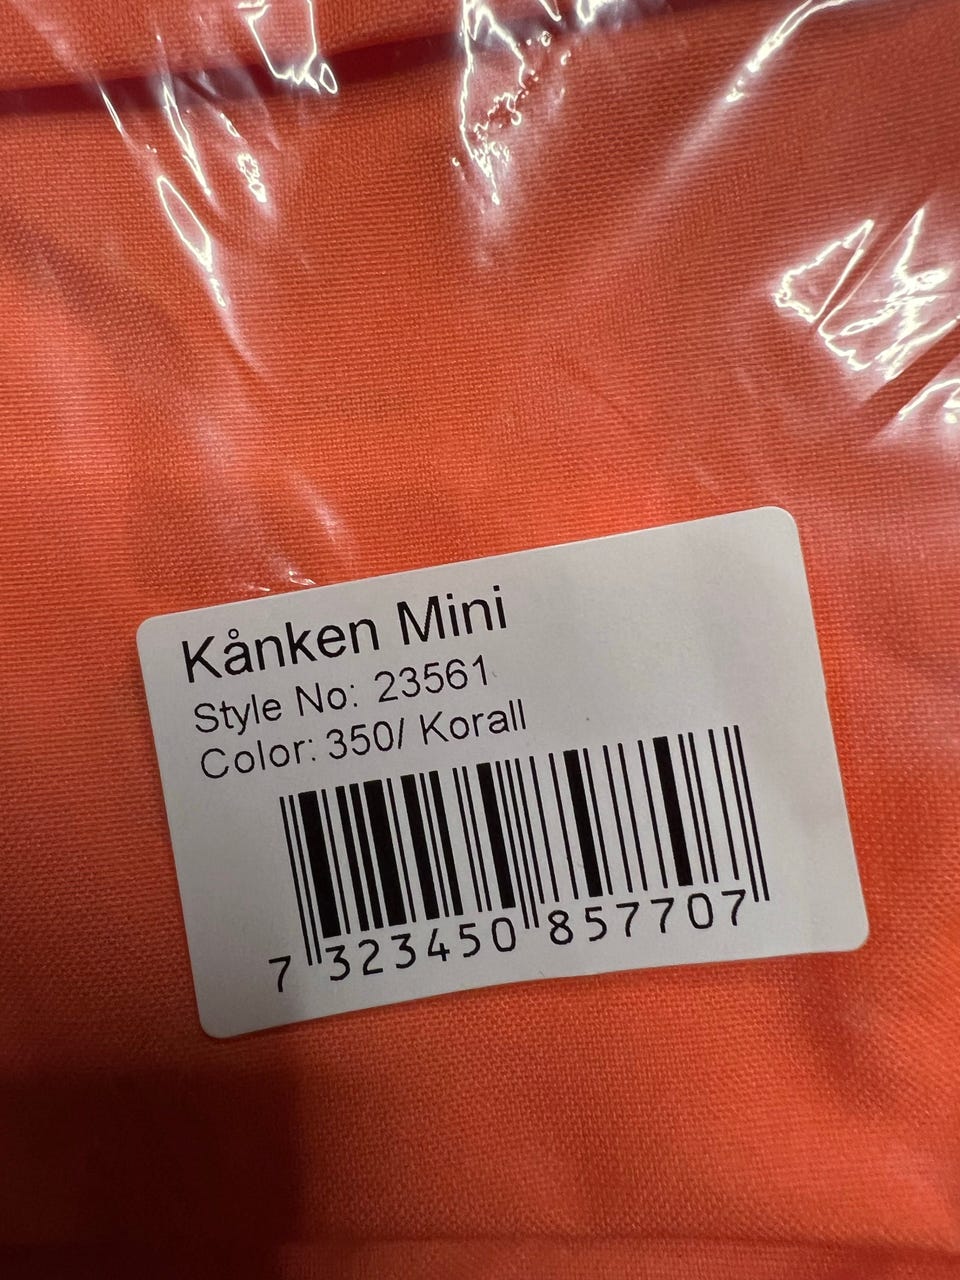 Kånken Mini
Style No: 23561
Color: 350/ Korall
7 323450 857707